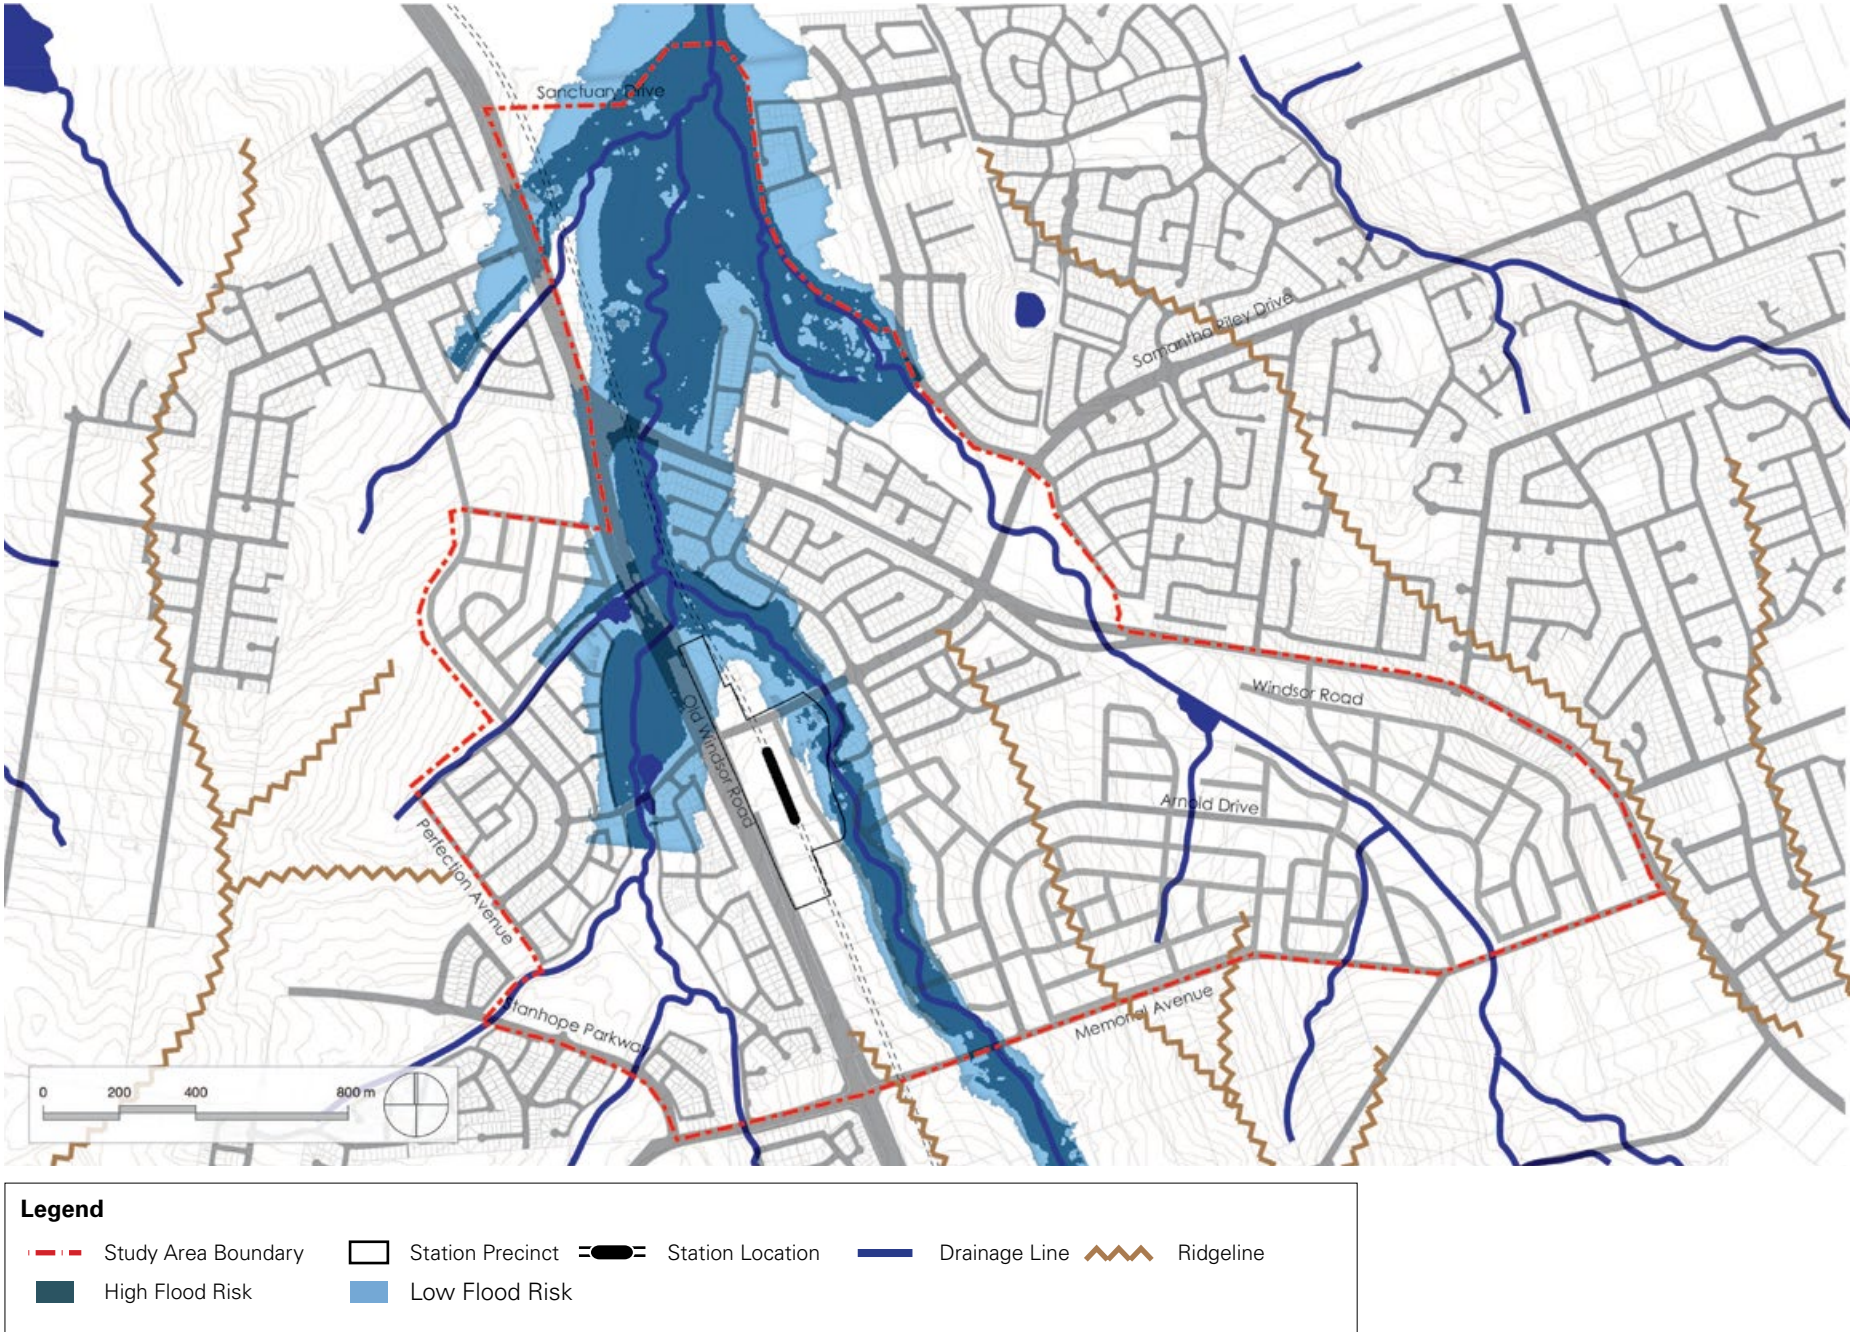 Sanctuary Drive
Samantha Riley Drive
Windsor Road
Old Windsor Road
Arnold Drive
Perfection Avenue
Stanhope Parkway
Memorial Avenue
0 200 400 800 m
Legend
Study Area Boundary Station Precinct Station Location Drainage Line Ridgeline
High Flood Risk Low Flood Risk